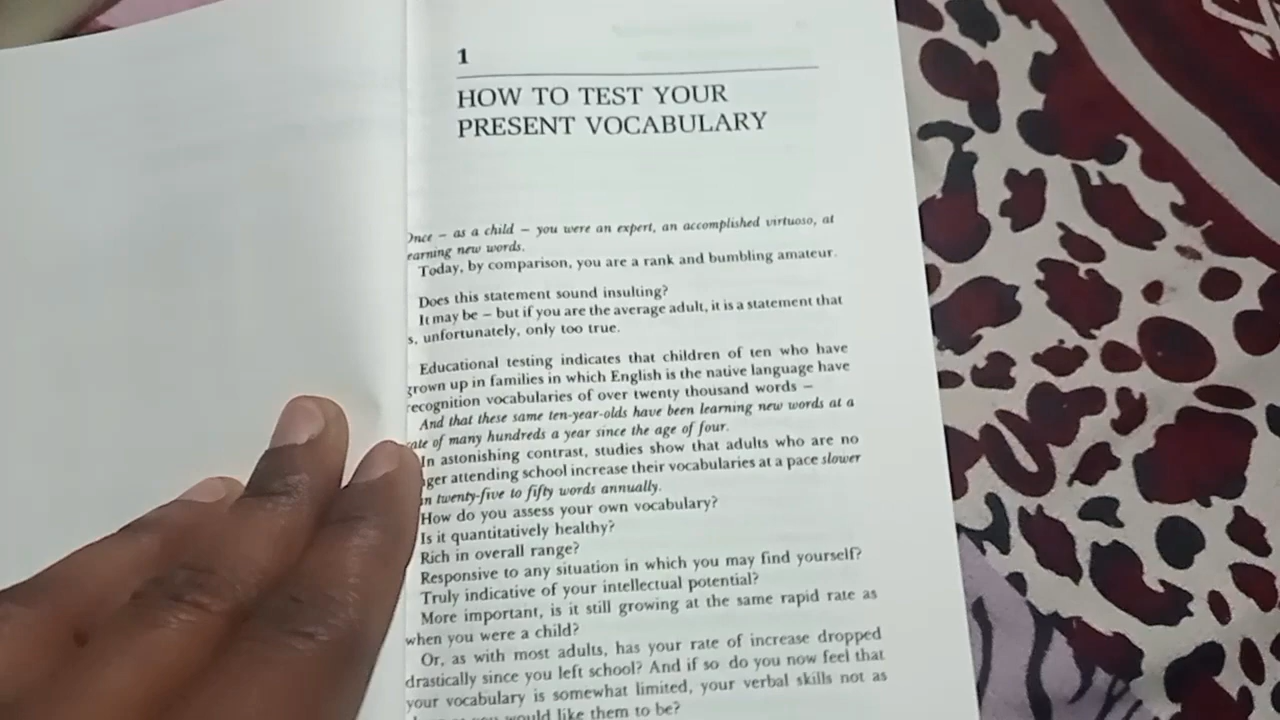 1
HOW TO TEST YOUR
PRESENT VOCABULARY
Once – as a child – you were an expert, an accomplished virtuoso, at
earning new words.
Today, by comparison, you are a rank and bumbling amateur.
Does this statement sound insulting?
It may be – but if you are the average adult, it is a statement that
s, unfortunately, only too true.
Educational testing indicates that children of ten who have
grown up in families in which English is the native language have
recognition vocabularies of over twenty thousand words –
And that these same ten-year-olds have been learning new words at a
rate of many hundreds a year since the age of four.
In astonishing contrast, studies show that adults who are no
ger attending school increase their vocabularies at a pace slower
n twenty-five to fifty words annually.
How do you assess your own vocabulary?
Is it quantitatively healthy?
Rich in overall range?
Responsive to any situation in which you may find yourself?
Truly indicative of your intellectual potential?
More important, is it still growing at the same rapid rate as
when you were a child?
Or, as with most adults, has your rate of increase dropped
drastically since you left school? And if so do you now feel that
your vocabulary is somewhat limited, your verbal skills not as
you would like them to be?